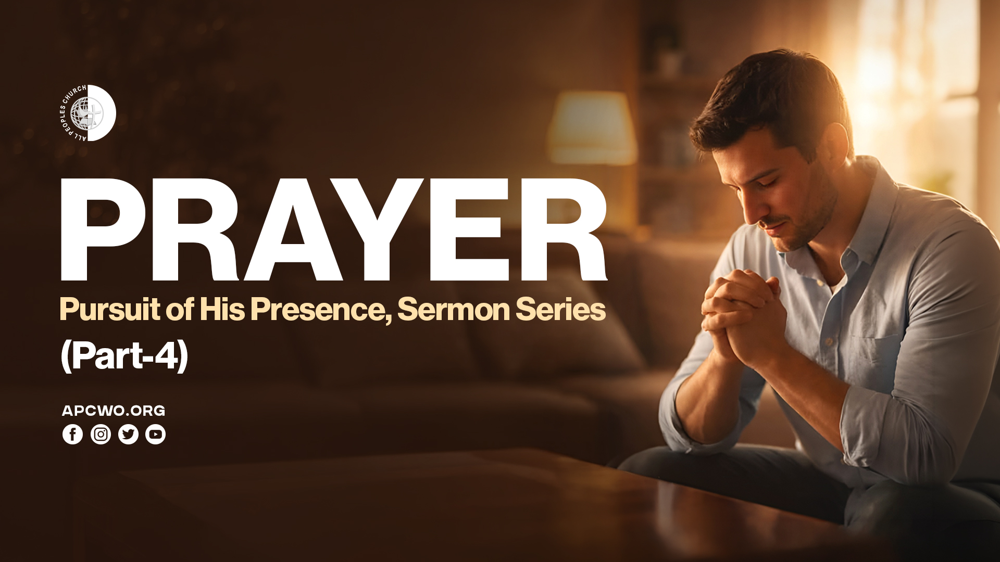 ALL PEOPLES CHURCH
PRAYER
Pursuit of His Presence, Sermon Series
(Part-4)
APCWO.ORG